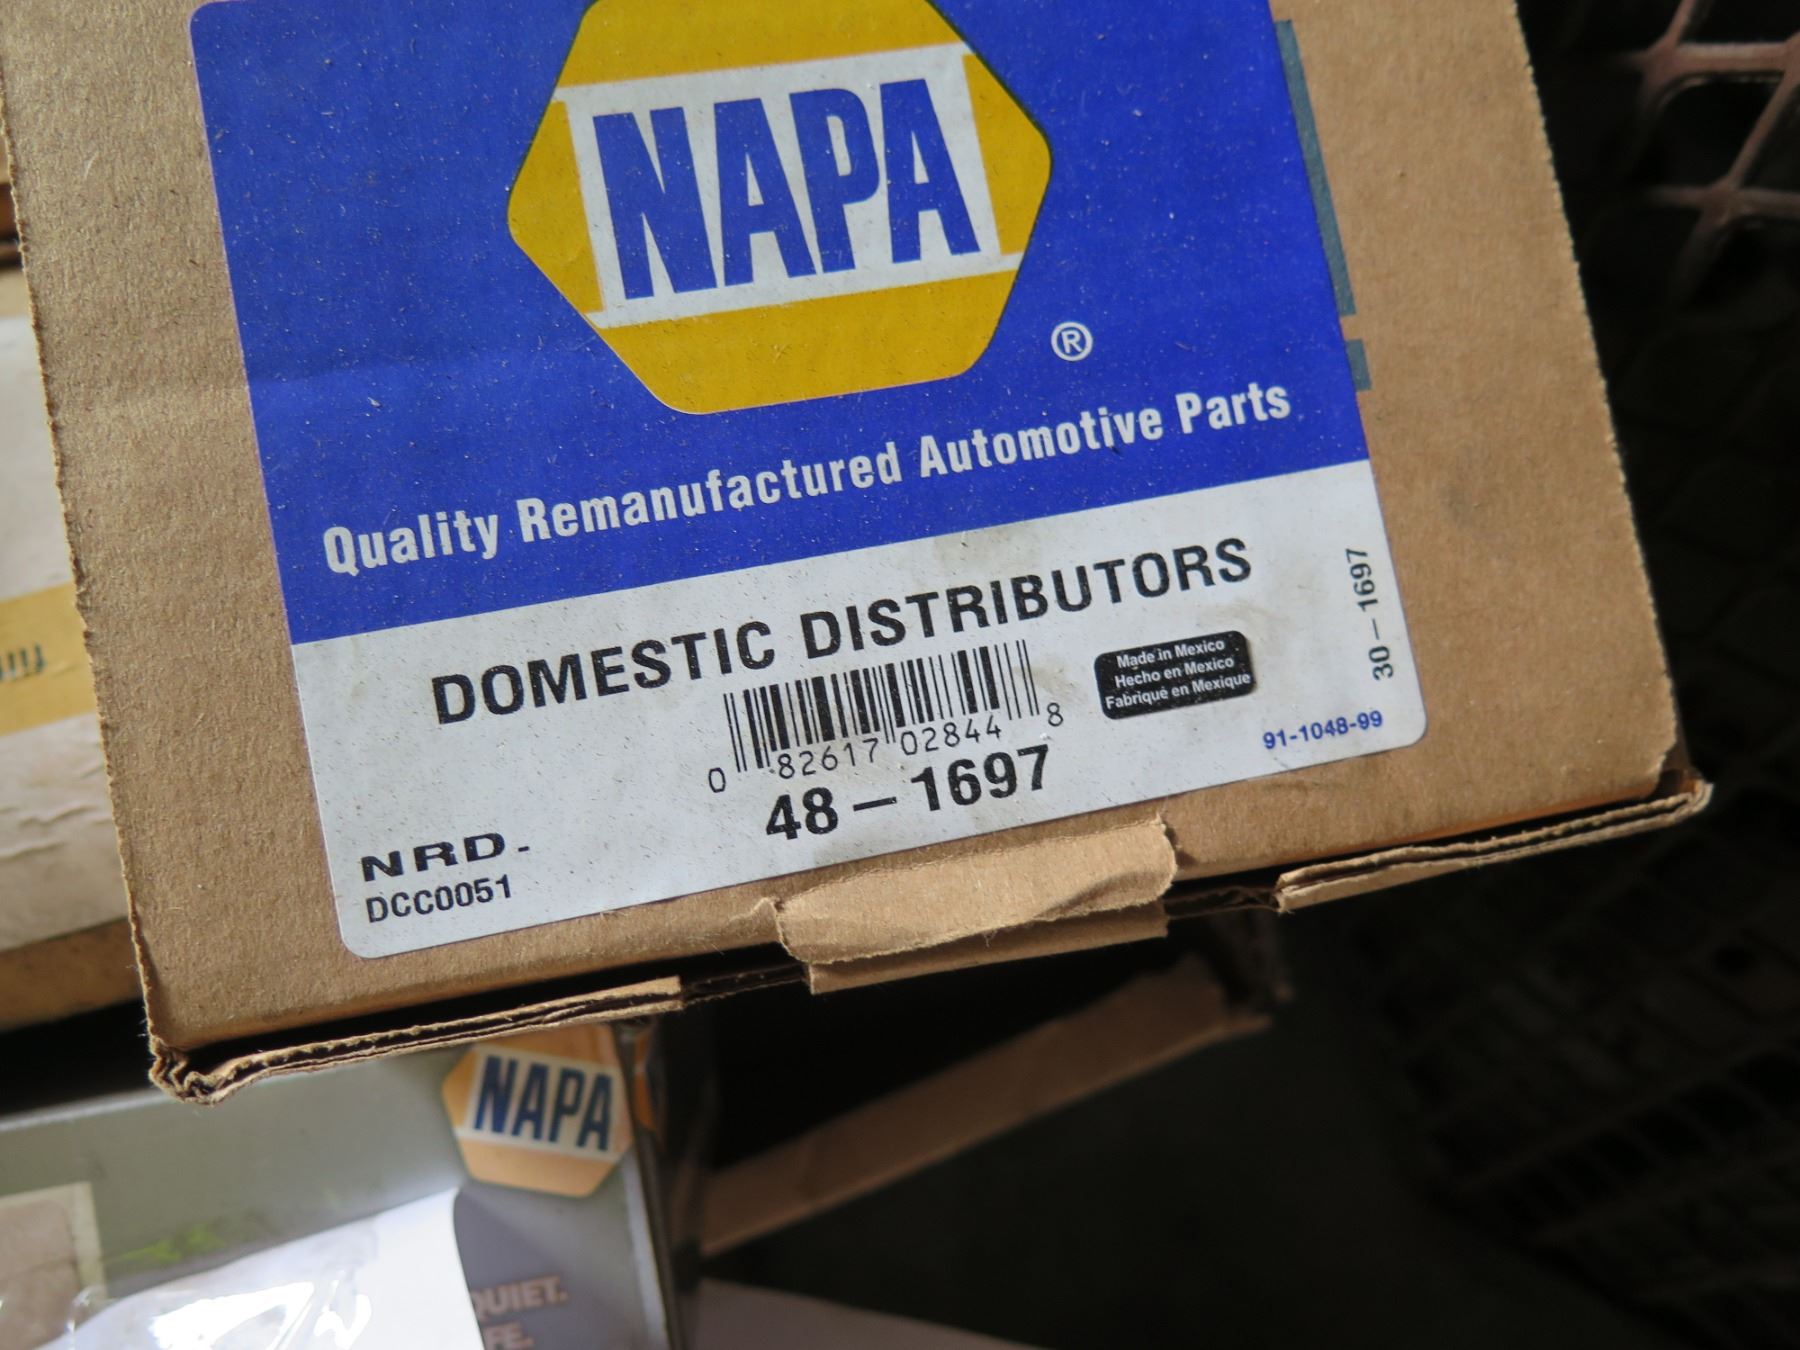 NAPA
®
Quality Remanufactured Automotive Parts
DOMESTIC DISTRIBUTORS
0 82617 02844 8
48-1697
Made in Mexico
Hecho en Mexico
Fabriqué en Mexique
30-1697
91-1048-99
NRD.
DCC0051
NAPA
QUIET.